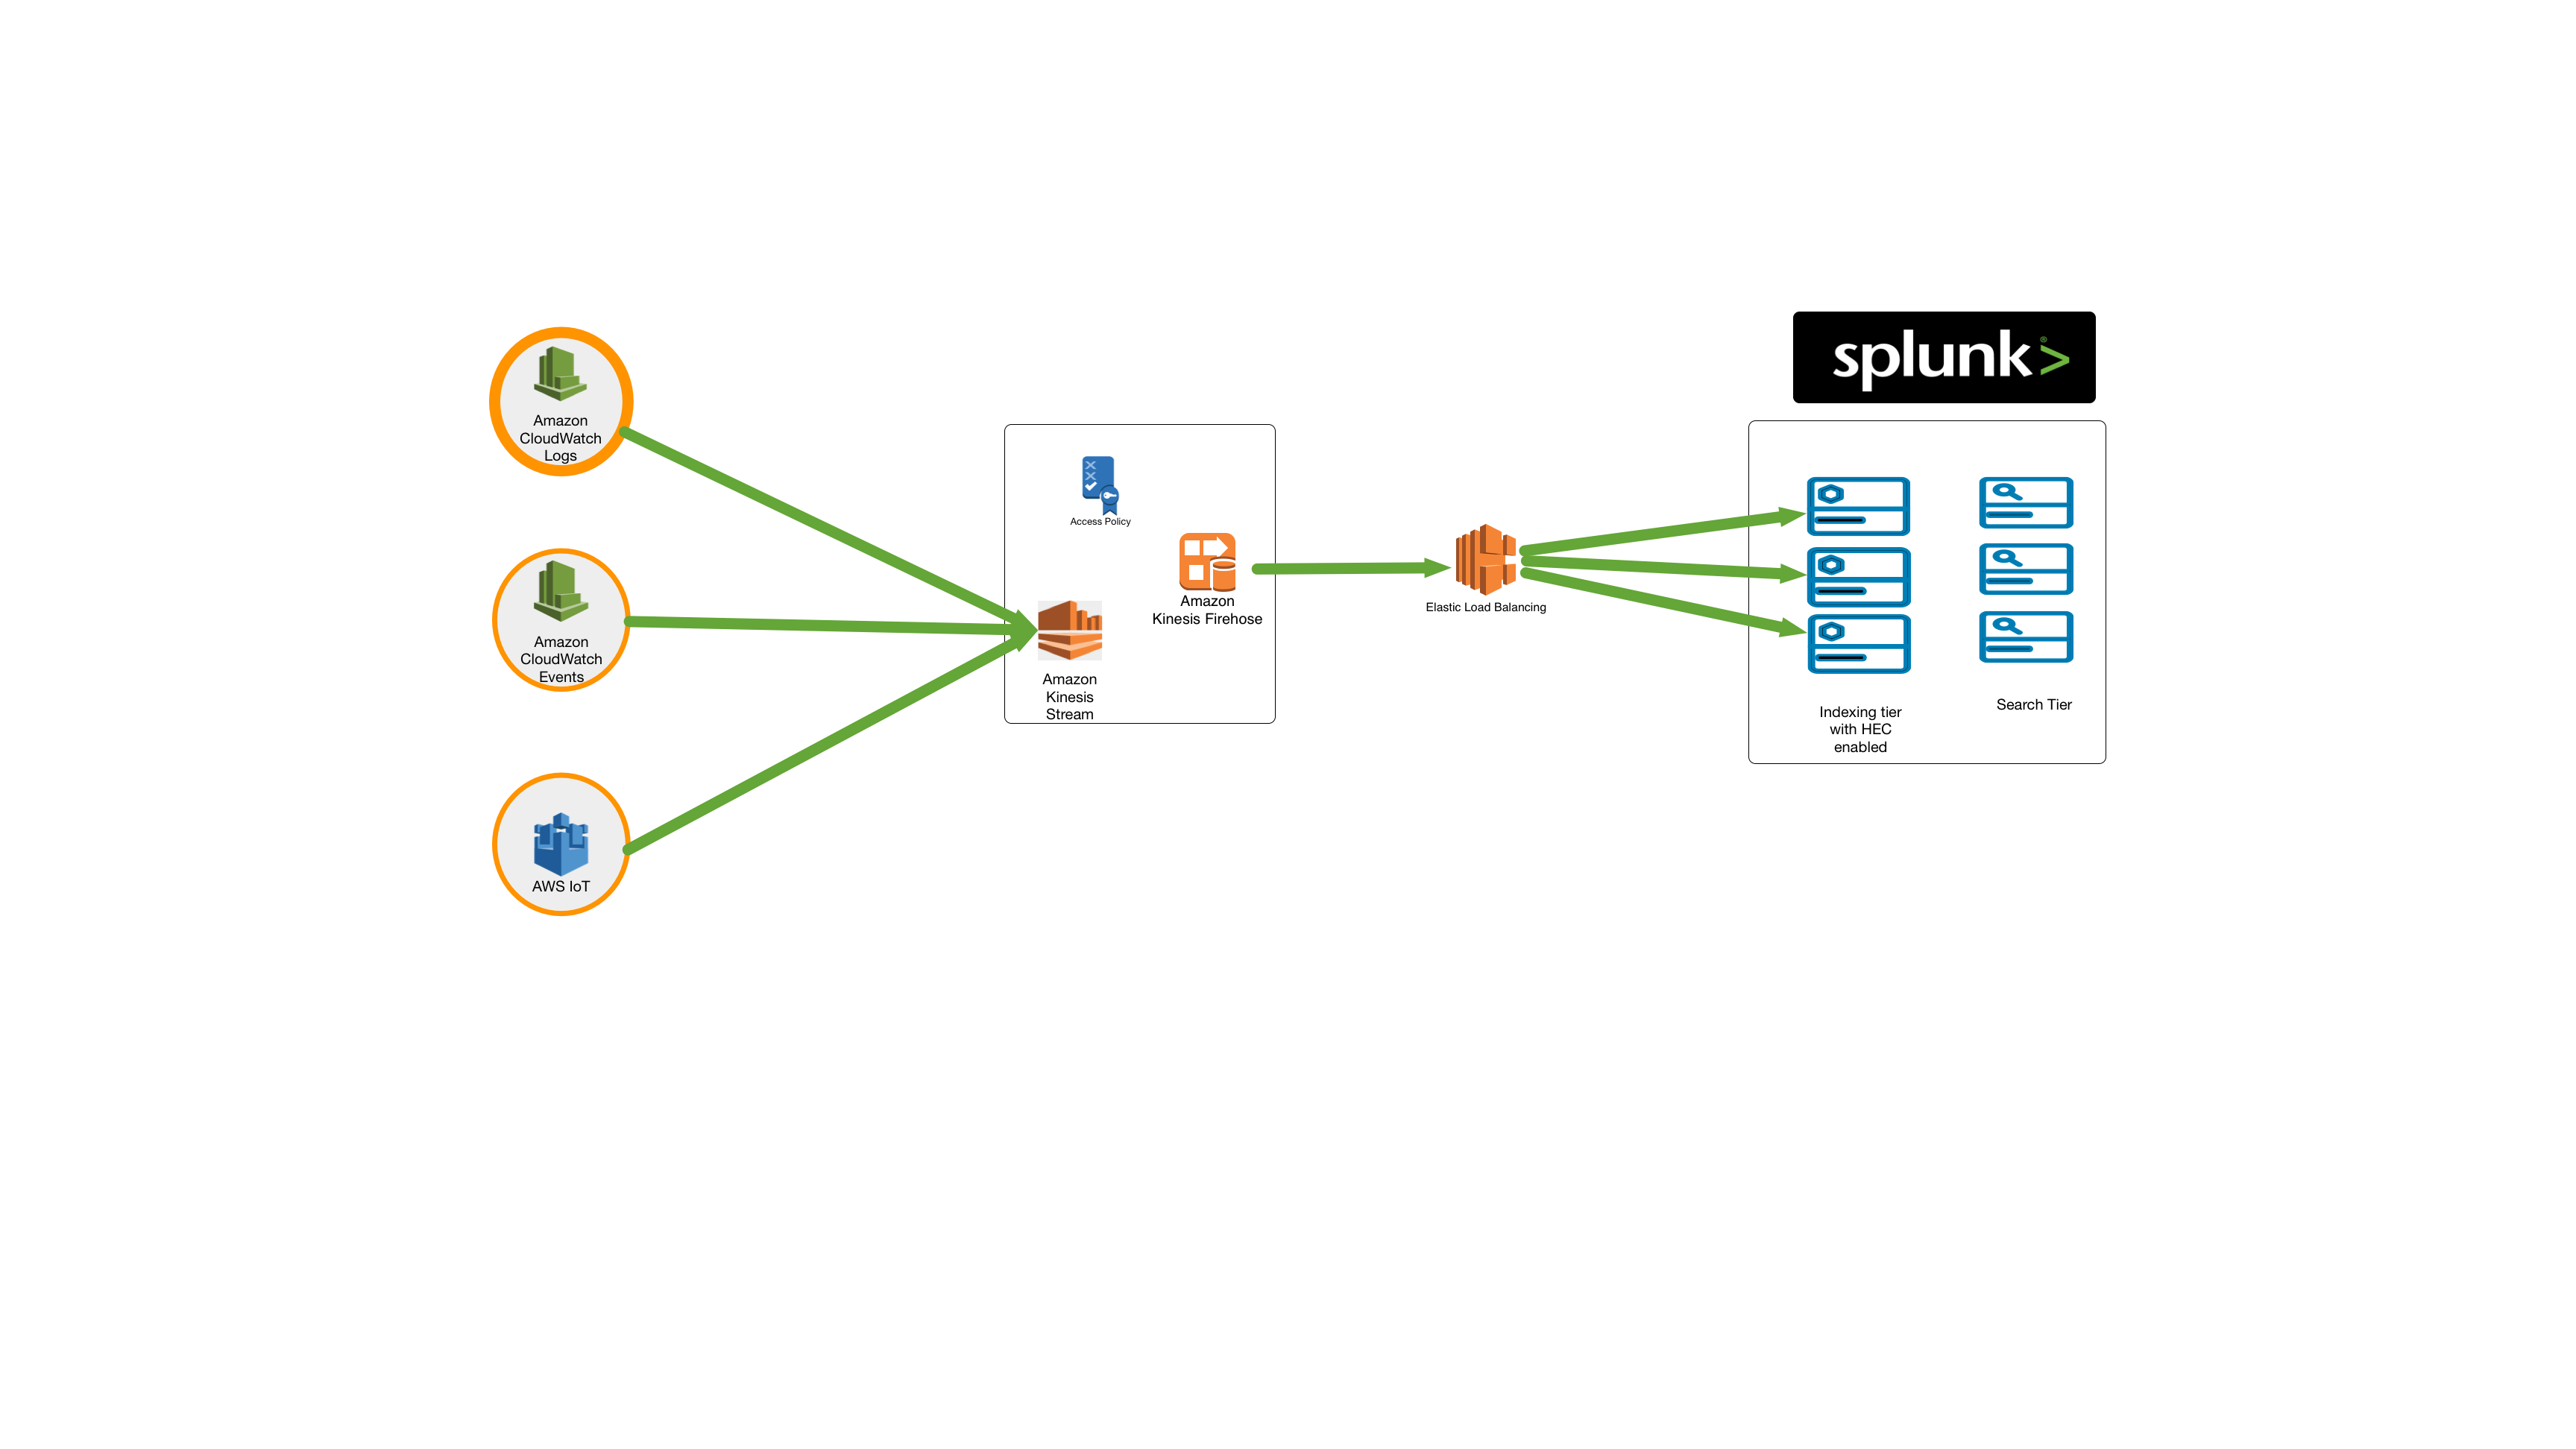 Amazon
CloudWatch
Logs
Amazon
CloudWatch
Events
AWS IoT
Access Policy
Amazon
Kinesis Firehose
Amazon
Kinesis
Stream
Elastic Load Balancing
splunk>®
Indexing tier
with HEC
enabled
Search Tier